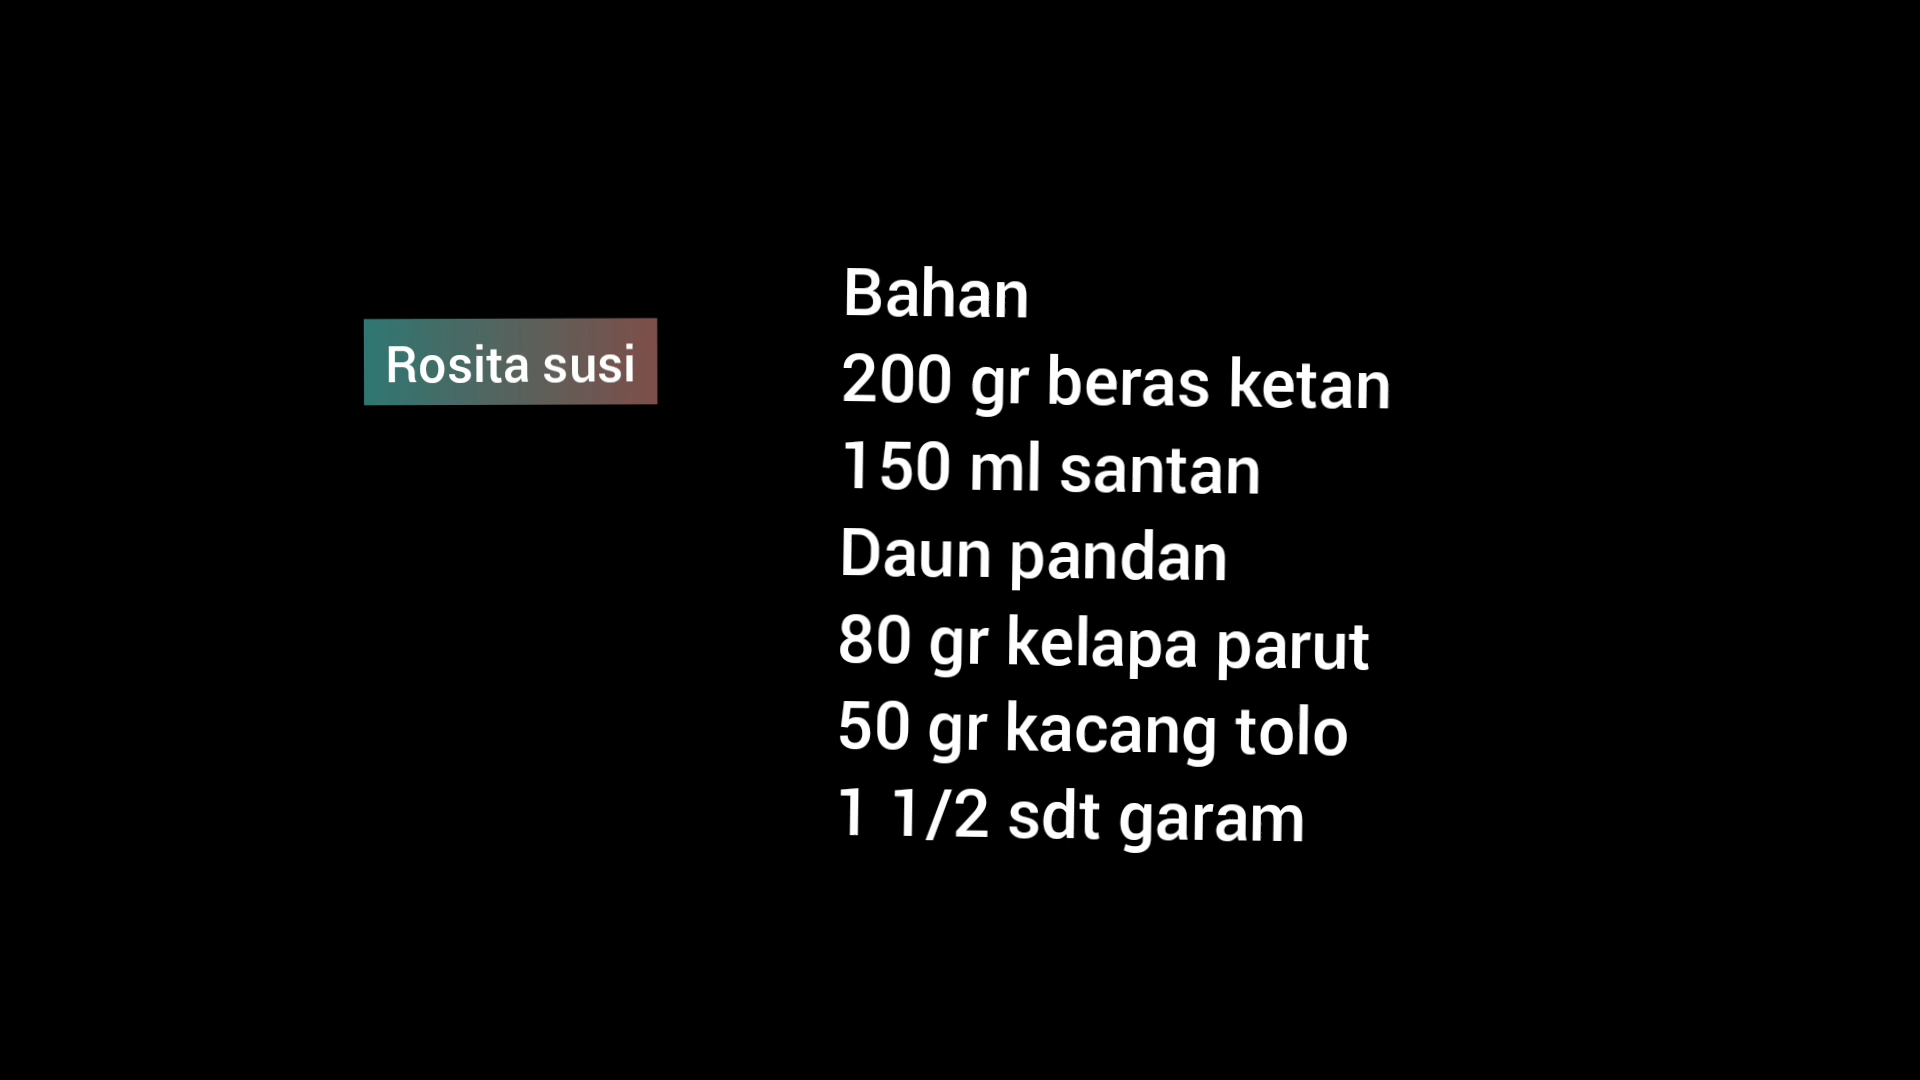 Rosita susi
Bahan
200 gr beras ketan
150 ml santan
Daun pandan
80 gr kelapa parut
50 gr kacang tolo
1 1/2 sdt garam